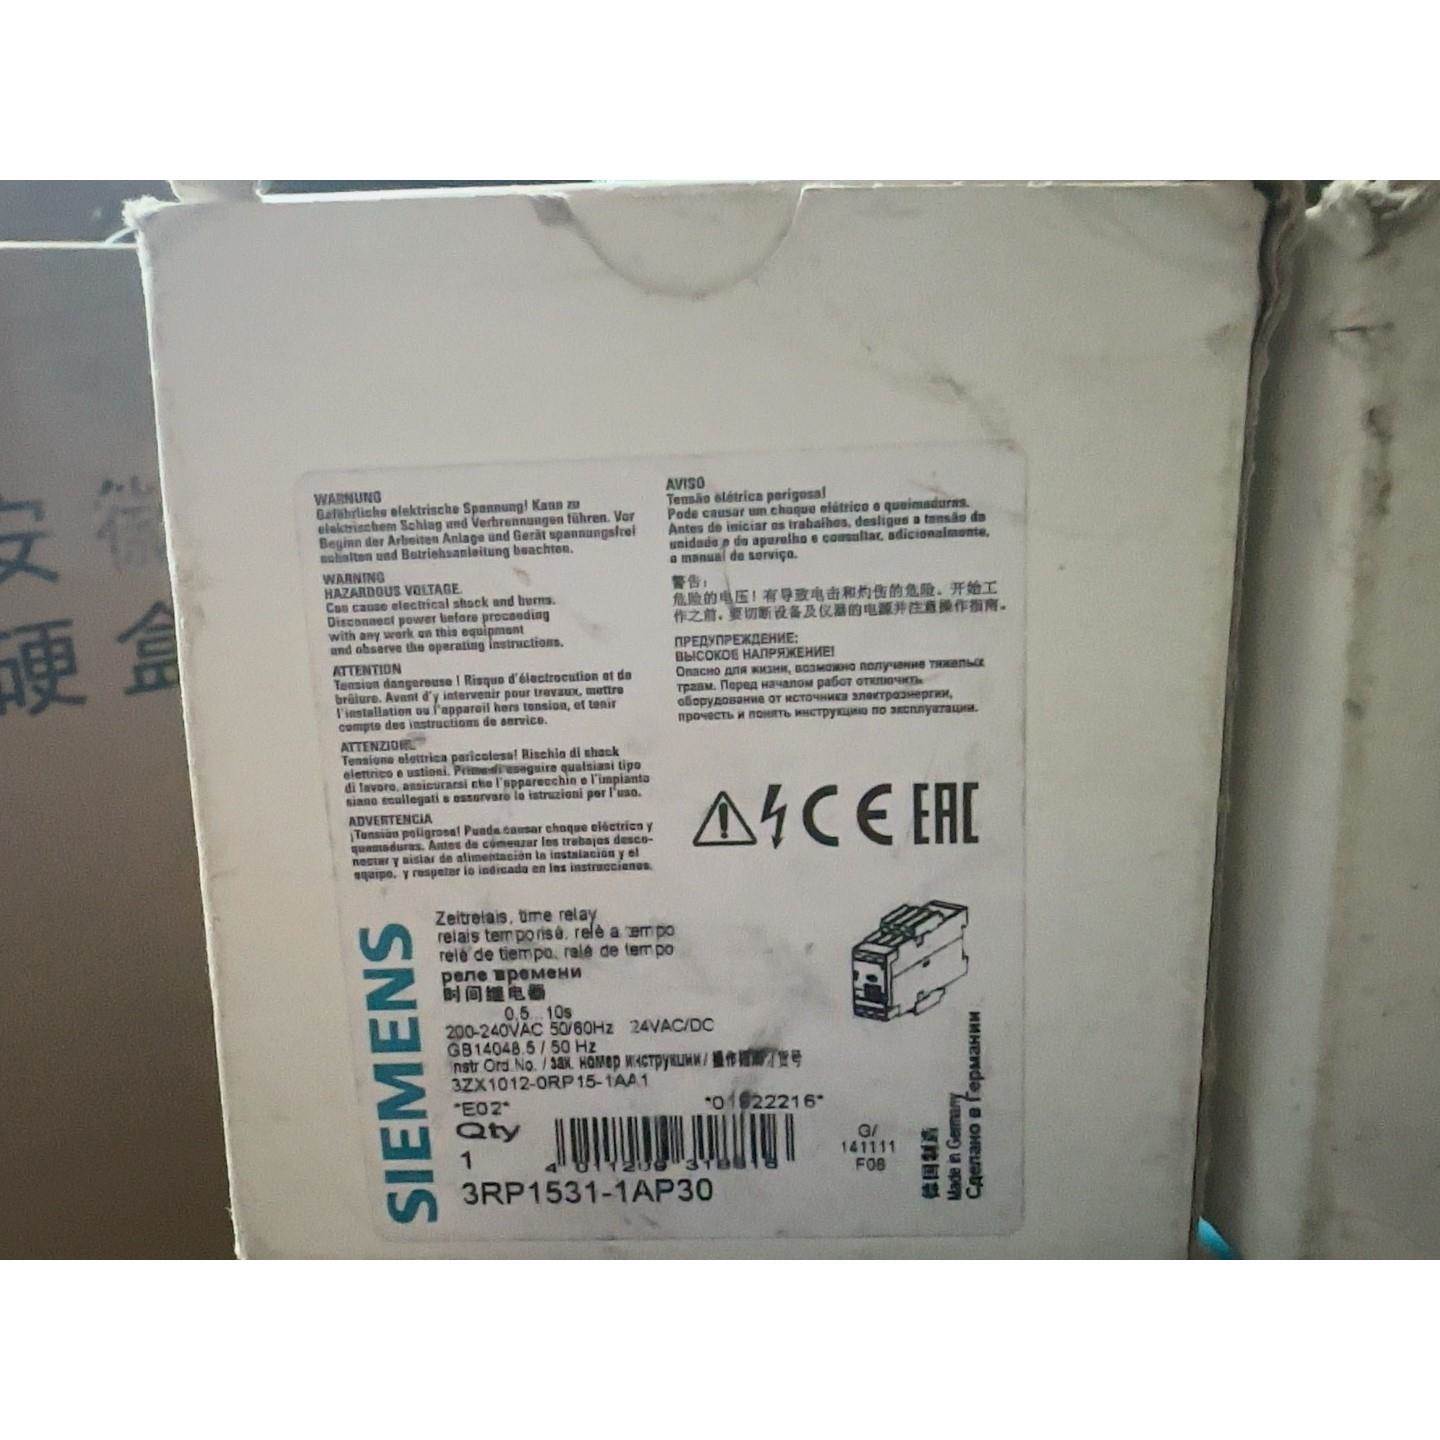 WARNUNG
Gefährliche elektrische Spannung! Kann zu
elektrischem Schlag und Verbrennungen führen. Vor
Beginn der Arbeiten Anlage und Gerät spannungsfrei
schalten und Betriebsanleitung beachten.
WARNING
HAZARDOUS VOLTAGE.
Can cause electrical shock and burns.
Disconnect power before proceeding
with any work on this equipment
and observe the operating instructions.
ATTENTION
Tension dangereuse ! Risque d'électrocution et de
brûlure. Avant d'y intervenir pour travaux, mettre
l'installation ou l'appareil hors tension, et tenir
compte des instructions de service.
ATTENZIONE
Tensione elettrica pericolosa! Rischio di shock
elettrico e ustioni. Prima di eseguire qualsiasi tipo
di lavoro, assicurarsi che l'apparecchio o l'impianto
siano scollegati e osservare le istruzioni per l'uso.
ADVERTENCIA
¡Tensión peligrosa! Puede causar choque eléctrico y
quemaduras. Antes de comenzar los trabajos desco-
nectar y aislar de alimentación la instalación y el
equipo, y respetar lo indicado en las instrucciones.
AVISO
Tensão elétrica perigosa!
Pode causar um choque elétrico e queimaduras.
Antes de iniciar os trabalhos, desligue a tensão da
unidade e do aparelho e consultar, adicionalmente,
o manual de serviço.
警告:
危险的电压!有导致电击和灼伤的危险。开始工
作之前,要切断设备及仪器的电源并注意操作指南。
ПРЕДУПРЕЖДЕНИЕ:
ВЫСОКОЕ НАПРЯЖЕНИЕ!
Опасно для жизни, возможно получение тяжелых
травм. Перед началом работ отключить
оборудование от источника электроэнергии,
прочесть и понять инструкцию по эксплуатации.
CE EAC
SIEMENS
Zeitrelais, time relay
relais temporisé, relè a tempo
relé de tiempo, relé de tempo
реле времени
时间继电器
0,5...10s
200-240VAC 50/60Hz 24VAC/DC
GB14048.5 / 50 Hz
Instr Ord.No. / зак. номер инструкции / 操作指南订货号
3ZX1012-0RP15-1AA1
*E02*
Qty
1
3RP1531-1AP30
G/
141111
F08
德国制造
Made in Germany
Сделано в Германии
安
硬盒